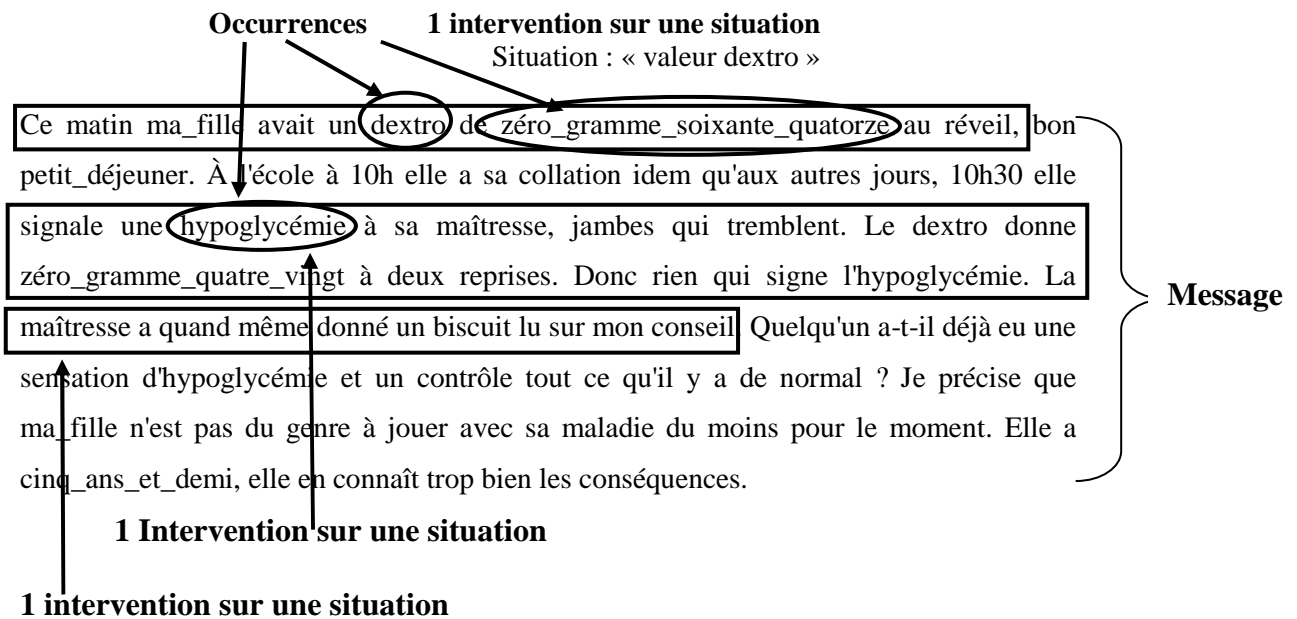 Occurrences 1 intervention sur une situation
Situation : « valeur dextro »
Ce matin ma_fille avait un dextro de zéro_gramme_soixante_quatorze au réveil, bon
petit_déjeuner. À l'école à 10h elle a sa collation idem qu'aux autres jours, 10h30 elle
signale une hypoglycémie à sa maîtresse, jambes qui tremblent. Le dextro donne
zéro_gramme_quatre_vingt à deux reprises. Donc rien qui signe l'hypoglycémie. La
Message
maîtresse a quand même donné un biscuit lu sur mon conseil. Quelqu'un a-t-il déjà eu une
sensation d'hypoglycémie et un contrôle tout ce qu'il y a de normal ? Je précise que
ma_fille n'est pas du genre à jouer avec sa maladie du moins pour le moment. Elle a
cinq_ans_et_demi, elle en connaît trop bien les conséquences.
1 Intervention sur une situation
1 intervention sur une situation